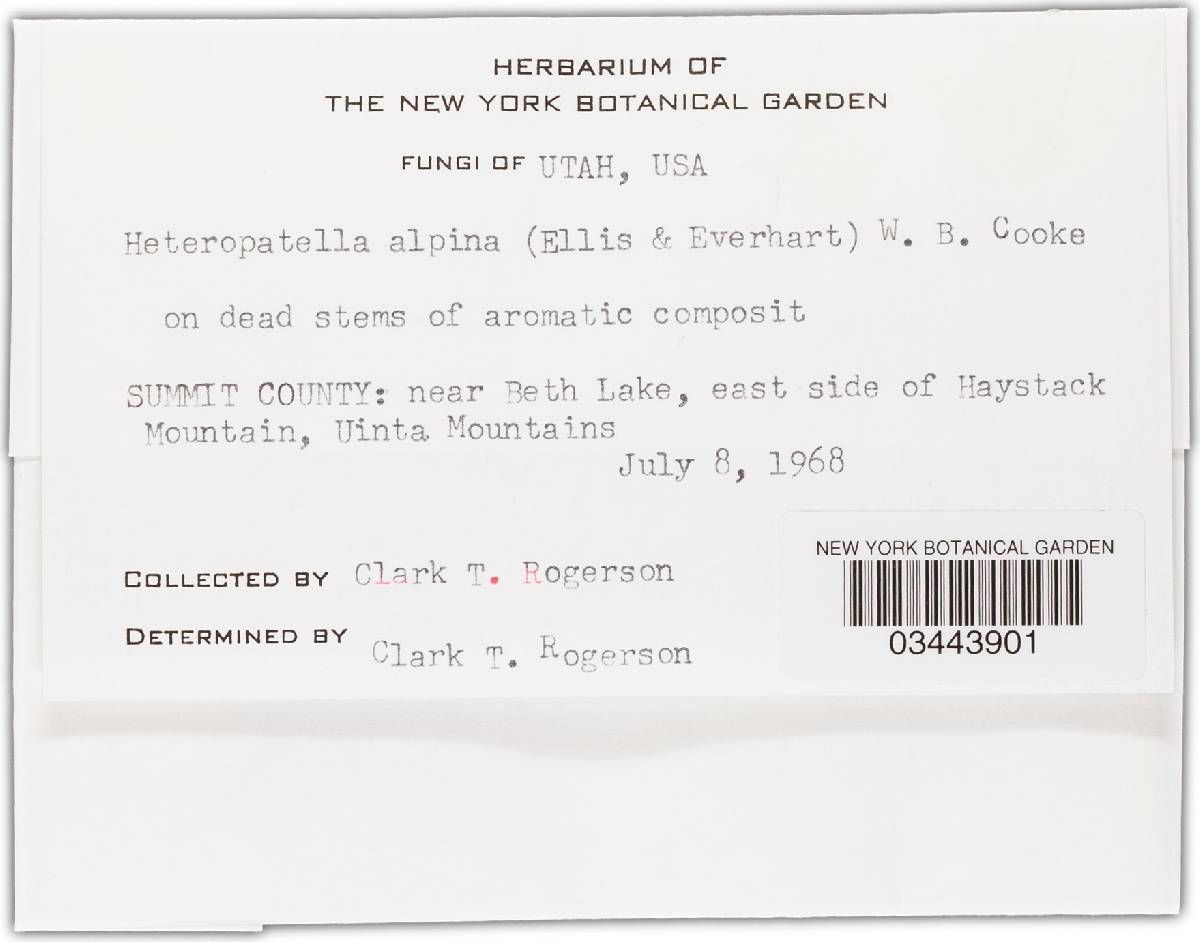 HERBARIUM OF
THE NEW YORK BOTANICAL GARDEN
FUNGI OF UTAH, USA
Heteropatella alpina (Ellis & Everhart) W. B. Cooke
on dead stems of aromatic composit
SUMMIT COUNTY: near Beth Lake, east side of Haystack
Mountain, Uinta Mountains
July 8, 1968
COLLECTED BY Clark T. Rogerson
DETERMINED BY Clark T. Rogerson
NEW YORK BOTANICAL GARDEN
03443901